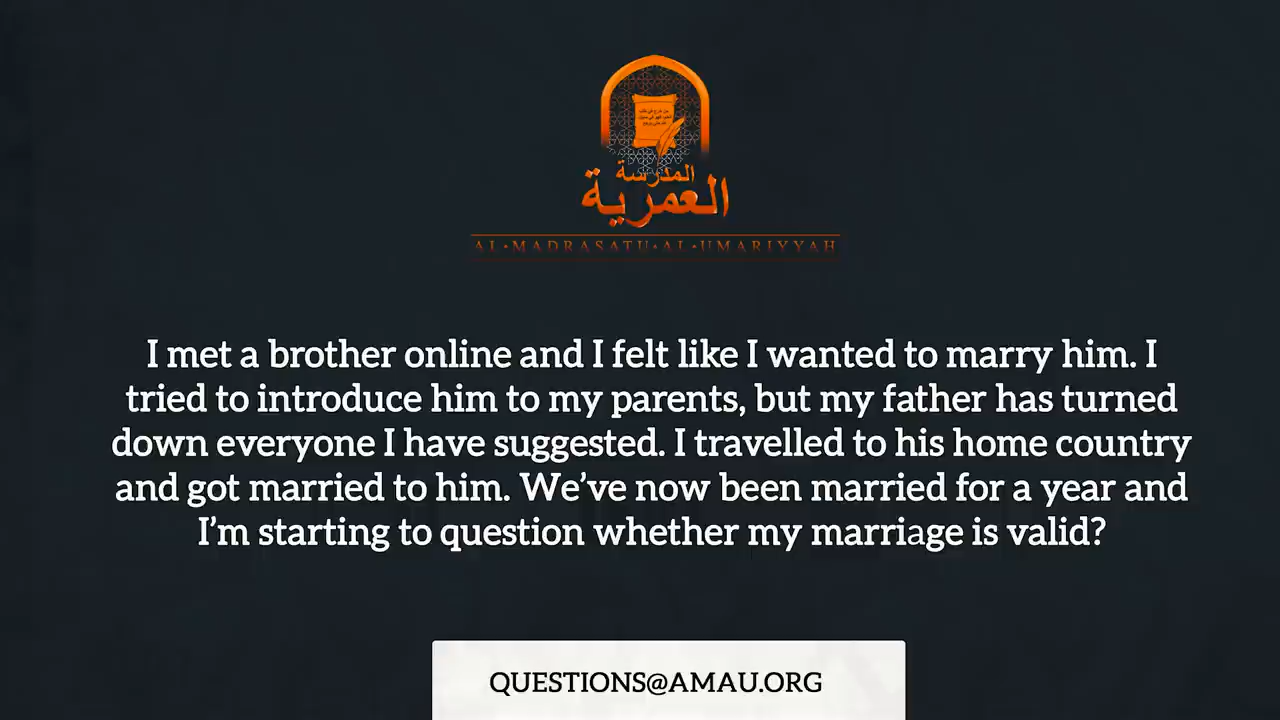 المدرسة
العمرية
AL•MADRASATU•AL•UMARIYYAH
I met a brother online and I felt like I wanted to marry him. I
tried to introduce him to my parents, but my father has turned
down everyone I have suggested. I travelled to his home country
and got married to him. We’ve now been married for a year and
I’m starting to question whether my marriage is valid?
QUESTIONS@AMAU.ORG